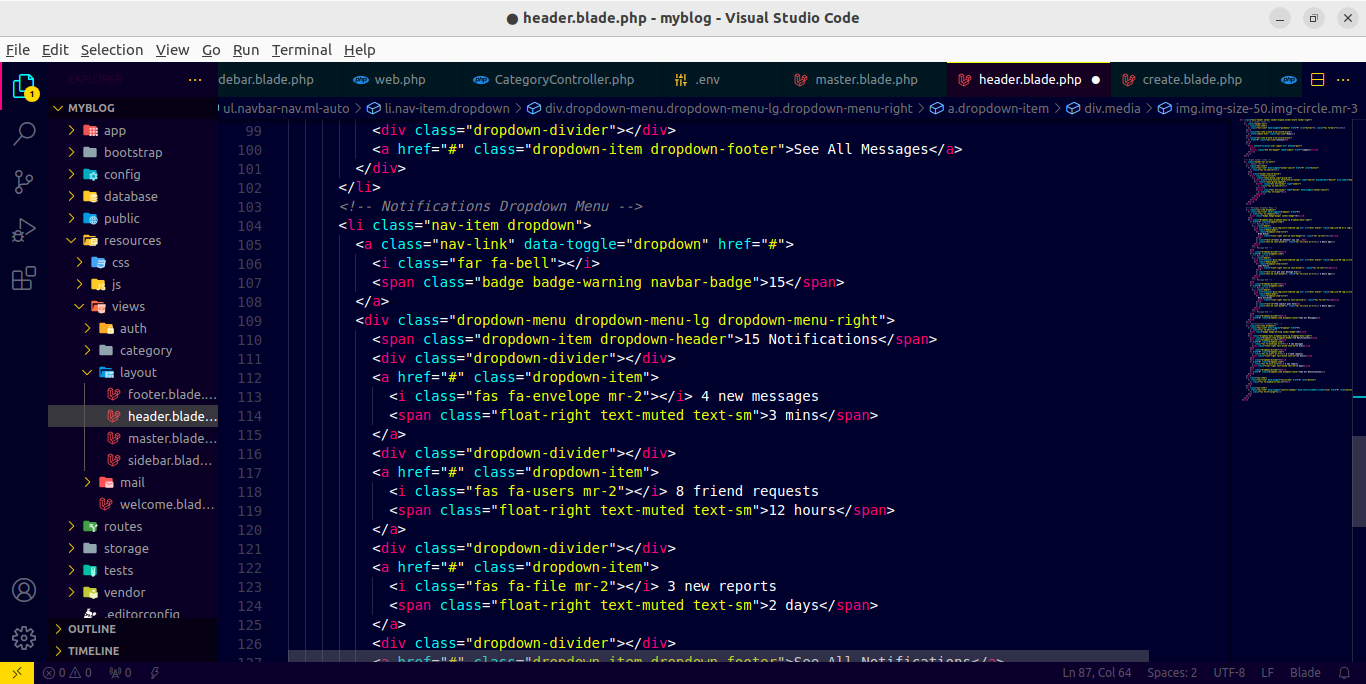 ● header.blade.php - myblog - Visual Studio Code
File Edit Selection View Go Run Terminal Help
EXPLORER ...
debar.blade.php web.php CategoryController.php .env master.blade.php header.blade.php ● create.blade.php ...
1
MYBLOG
ul.navbar-nav.ml-auto > li.nav-item.dropdown > div.dropdown-menu.dropdown-menu-lg.dropdown-menu-right > a.dropdown-item > div.media > img.img-size-50.img-circle.mr-3
app
bootstrap
config
database
public
resources
css
js
views
auth
category
layout
footer.blade....
header.blade...
master.blade...
sidebar.blad...
mail
welcome.blad...
routes
storage
tests
vendor
.editorconfig
OUTLINE
TIMELINE
99 <div class="dropdown-divider"></div>
100 <a href="#" class="dropdown-item dropdown-footer">See All Messages</a>
101 </div>
102 </li>
103 <!-- Notifications Dropdown Menu -->
104 <li class="nav-item dropdown">
105 <a class="nav-link" data-toggle="dropdown" href="#">
106 <i class="far fa-bell"></i>
107 <span class="badge badge-warning navbar-badge">15</span>
108 </a>
109 <div class="dropdown-menu dropdown-menu-lg dropdown-menu-right">
110 <span class="dropdown-item dropdown-header">15 Notifications</span>
111 <div class="dropdown-divider"></div>
112 <a href="#" class="dropdown-item">
113 <i class="fas fa-envelope mr-2"></i> 4 new messages
114 <span class="float-right text-muted text-sm">3 mins</span>
115 </a>
116 <div class="dropdown-divider"></div>
117 <a href="#" class="dropdown-item">
118 <i class="fas fa-users mr-2"></i> 8 friend requests
119 <span class="float-right text-muted text-sm">12 hours</span>
120 </a>
121 <div class="dropdown-divider"></div>
122 <a href="#" class="dropdown-item">
123 <i class="fas fa-file mr-2"></i> 3 new reports
124 <span class="float-right text-muted text-sm">2 days</span>
125 </a>
126 <div class="dropdown-divider"></div>
127 <a href="#" class="dropdown-item dropdown-footer">See All Notifications</a>
0 0 0 Ln 87, Col 64 Spaces: 2 UTF-8 LF Blade